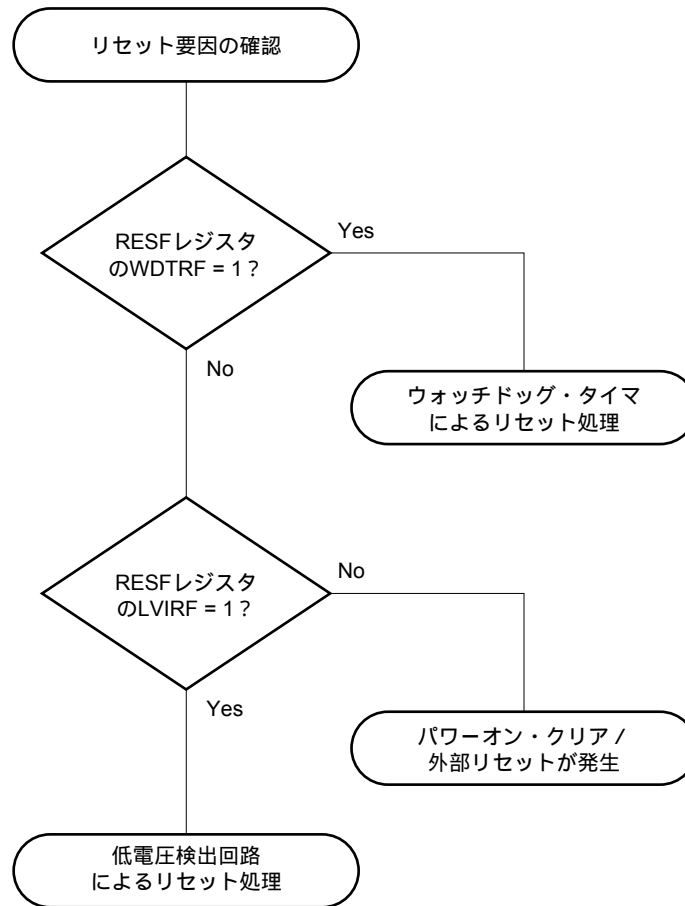 リセット要因の確認
RESFレジスタ
のWDTRF = 1？
Yes
No
ウォッチドッグ・タイマ
によるリセット処理
RESFレジスタ
のLVIRF = 1？
No
Yes
パワーオン・クリア /
外部リセットが発生
低電圧検出回路
によるリセット処理